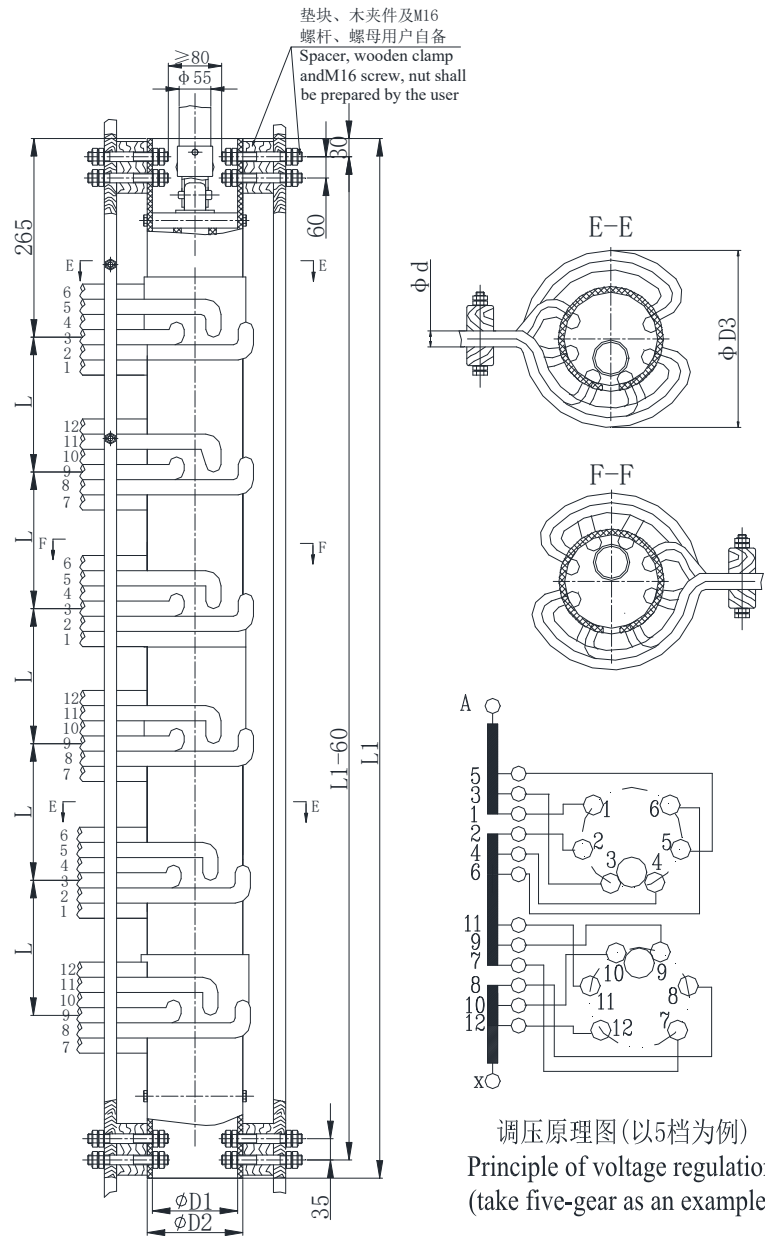 垫块、木夹件及M16
螺杆、螺母用户自备
Spacer, wooden clamp
andM16 screw, nut shall
be prepared by the user
≥80
ϕ55
30
60
265
E
E
6
5
4
3
2
1
L
12
11
10
9
8
7
L
F
F
6
5
4
3
2
1
L
12
11
10
9
8
7
L
E
E
6
5
4
3
2
1
L
12
11
10
9
8
7
L1-60
L1
ϕD1
ϕD2
35
E-E
ϕd
ϕD3
F-F
A
5
3
1
2
4
6
11
9
7
8
10
12
x
1
6
2
5
3
4
10
9
11
8
12
7
调压原理图(以5档为例)
Principle of voltage regulation
(take five-gear as an example